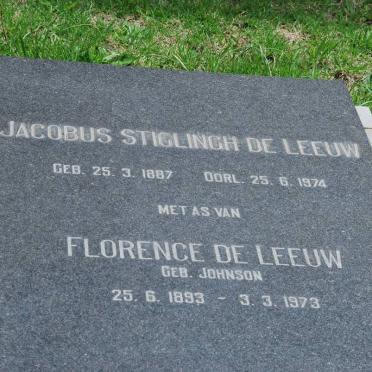 JACOBUS STIGLINGH DE LEEUW
GEB. 25. 3. 1887 OORL. 25. 6. 1974
MET AS VAN
FLORENCE DE LEEUW
GEB. JOHNSON
25. 6. 1893 - 3. 3. 1973